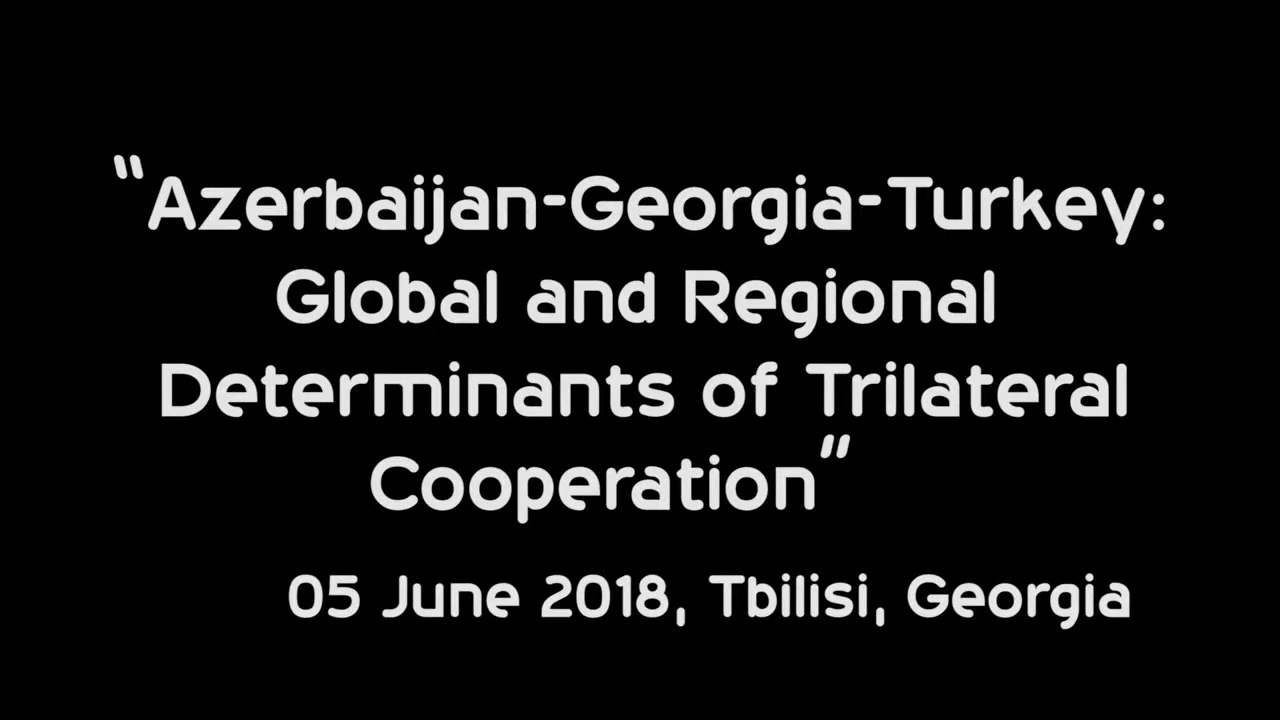 "Azerbaijan-Georgia-Turkey:
Global and Regional
Determinants of Trilateral
Cooperation"
05 June 2018, Tbilisi, Georgia